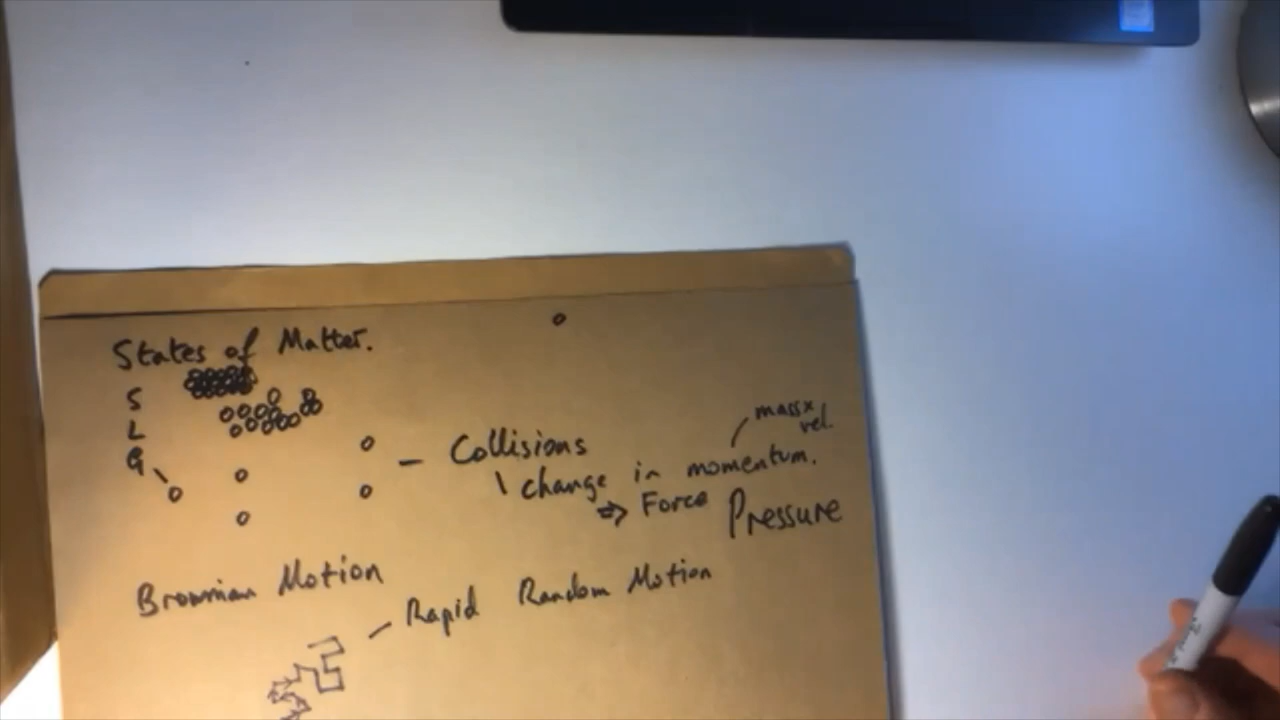 States of Matter.
S
L
G
– Collisions
mass x
vel.
change in momentum.
⇒ Force Pressure
Brownian Motion
Rapid Random Motion